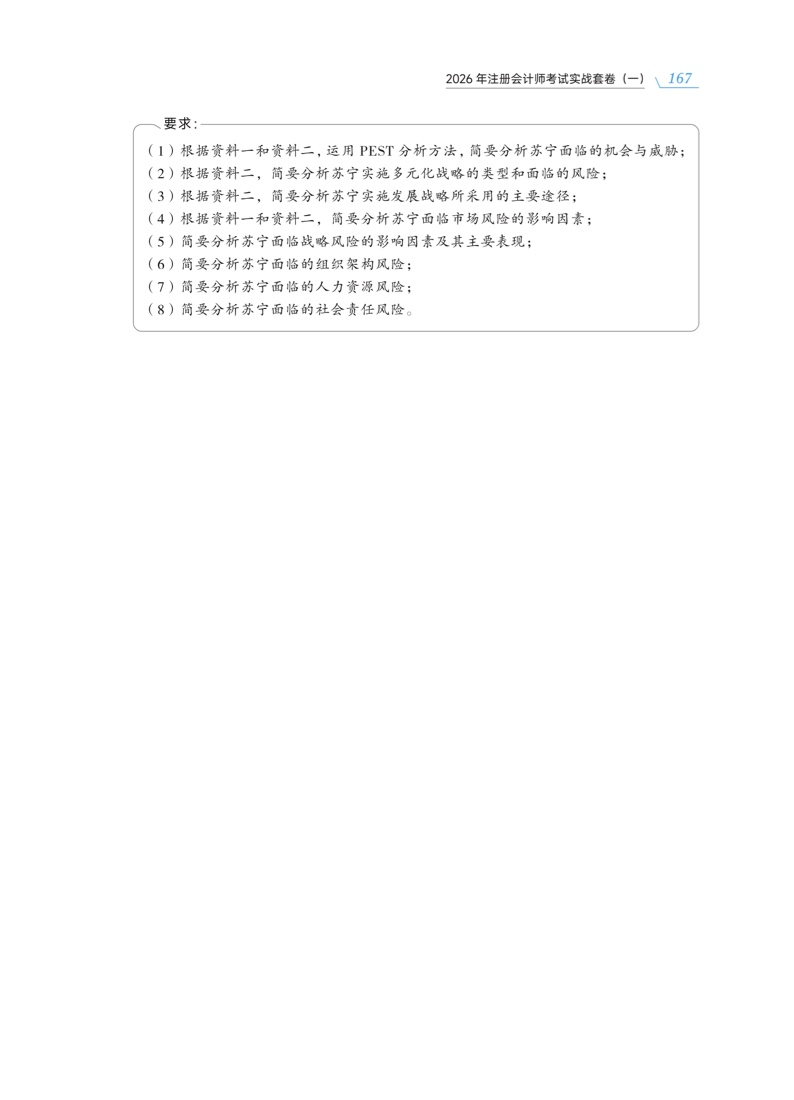 2026 年注册会计师考试实战套卷（一） 167
要求：
（1）根据资料一和资料二，运用 PEST 分析方法，简要分析苏宁面临的机会与威胁；
（2）根据资料二，简要分析苏宁实施多元化战略的类型和面临的风险；
（3）根据资料二，简要分析苏宁实施发展战略所采用的主要途径；
（4）根据资料一和资料二，简要分析苏宁面临市场风险的影响因素；
（5）简要分析苏宁面临战略风险的影响因素及其主要表现；
（6）简要分析苏宁面临的组织架构风险；
（7）简要分析苏宁面临的人力资源风险；
（8）简要分析苏宁面临的社会责任风险。